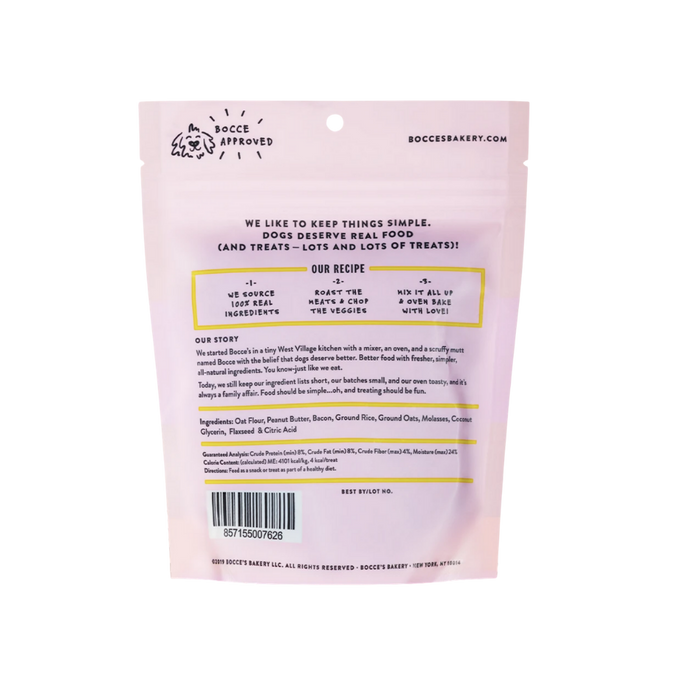 BOCCE
APPROVED
BOCCESBAKERY.COM
WE LIKE TO KEEP THINGS SIMPLE.
DOGS DESERVE REAL FOOD
(AND TREATS — LOTS AND LOTS OF TREATS)!
OUR RECIPE
-1-
WE SOURCE
100% REAL
INGREDIENTS
-2-
ROAST THE
MEATS & CHOP
THE VEGGIES
-3-
MIX IT ALL UP
& OVEN BAKE
WITH LOVE!
OUR STORY
We started Bocce's in a tiny West Village kitchen with a mixer, an oven, and a scruffy mutt
named Bocce with the belief that dogs deserve better. Better food with fresher, simpler,
all-natural ingredients. You know-just like we eat.
Today, we still keep our ingredient lists short, our batches small, and our oven toasty, and it's
always a family affair. Food should be simple...oh, and treating should be fun.
Ingredients: Oat Flour, Peanut Butter, Bacon, Ground Rice, Ground Oats, Molasses, Coconut
Glycerin, Flaxseed & Citric Acid
Guaranteed Analysis: Crude Protein (min) 11%, Crude Fat (min) 8%, Crude Fiber (max) 4%, Moisture (max) 24%
Calorie Content: (calculated) ME: 4101 kcal/kg, 4 kcal/treat
Directions: Feed as a snack or treat as part of a healthy diet.
BEST BY/LOT NO.
857155007626
©2019 BOCCE'S BAKERY LLC. ALL RIGHTS RESERVED · BOCCE'S BAKERY · NEW YORK, NY